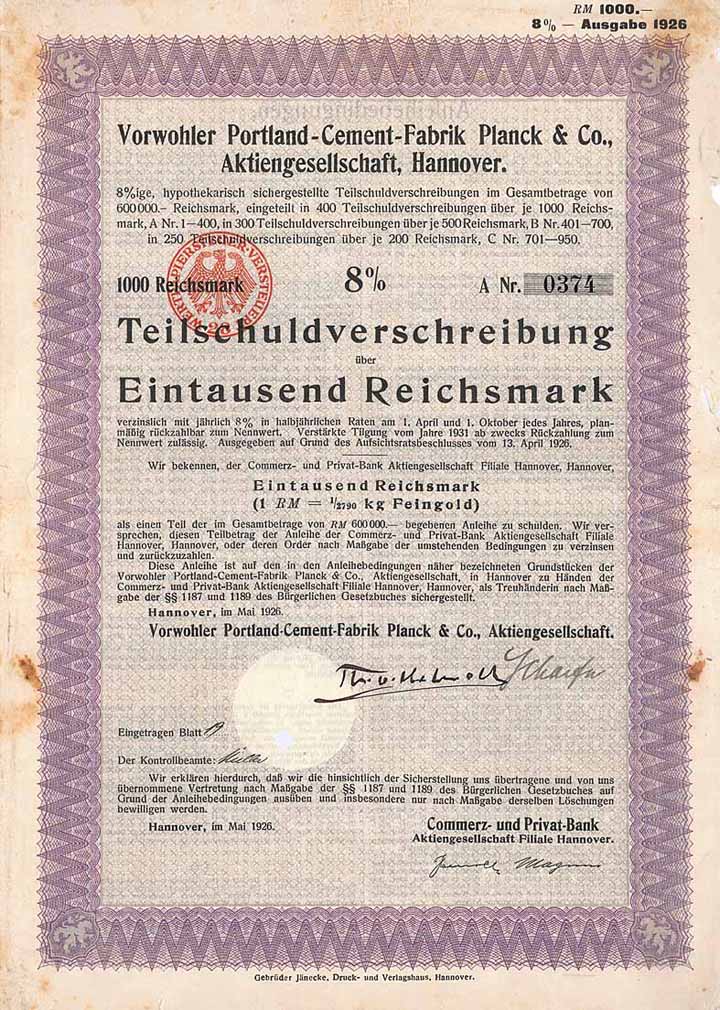 RM 1000.—
8% — Ausgabe 1926
Vorwohler Portland-Cement-Fabrik Planck & Co.,
Aktiengesellschaft, Hannover.
8%ige, hypothekarisch sichergestellte Teilschuldverschreibungen im Gesamtbetrage von
600000.— Reichsmark, eingeteilt in 400 Teilschuldverschreibungen über je 1000 Reichs-
mark, A Nr. 1—400, in 300 Teilschuldverschreibungen über je 500 Reichsmark, B Nr. 401—700,
in 250 Teilschuldverschreibungen über je 200 Reichsmark, C Nr. 701—950.
1000 Reichsmark 8% A Nr. 0374
Teilschuldverschreibung
über
Eintausend Reichsmark
verzinslich mit jährlich 8% in halbjährlichen Raten am 1. April und 1. Oktober jedes Jahres, plan-
mäßig rückzahlbar zum Nennwert. Verstärkte Tilgung vom Jahre 1931 ab zwecks Rückzahlung zum
Nennwert zulässig. Ausgegeben auf Grund des Aufsichtsratsbeschlusses vom 13. April 1926.
Wir bekennen, der Commerz- und Privat-Bank Aktiengesellschaft Filiale Hannover, Hannover,
Eintausend Reichsmark
(1 RM = 1/2790 kg Feingold)
als einen Teil der im Gesamtbetrage von RM 600000.— begebenen Anleihe zu schulden. Wir ver-
sprechen, diesen Teilbetrag der Anleihe der Commerz- und Privat-Bank Aktiengesellschaft Filiale
Hannover, Hannover, oder deren Order nach Maßgabe der umstehenden Bedingungen zu verzinsen
und zurückzuzahlen.
Diese Anleihe ist auf den in den Anleihebedingungen näher bezeichneten Grundstücken der
Vorwohler Portland-Cement-Fabrik Planck & Co., Aktiengesellschaft, in Hannover zu Händen der
Commerz- und Privat-Bank Aktiengesellschaft Filiale Hannover, Hannover, als Treuhänderin nach Maß-
gabe der §§ 1187 und 1189 des Bürgerlichen Gesetzbuches sichergestellt.
Hannover, im Mai 1926.
Vorwohler Portland-Cement-Fabrik Planck & Co., Aktiengesellschaft.
Eingetragen Blatt 19
Der Kontrollbeamte:
Wir erklären hierdurch, daß wir die hinsichtlich der Sicherstellung uns übertragene und von uns
übernommene Vertretung nach Maßgabe der §§ 1187 und 1189 des Bürgerlichen Gesetzbuches auf
Grund der Anleihebedingungen ausüben und insbesondere nur nach Maßgabe derselben Löschungen
bewilligen werden.
Hannover, im Mai 1926.
Commerz- und Privat-Bank
Aktiengesellschaft Filiale Hannover.
Gebrüder Jänecke, Druck- und Verlagshaus, Hannover.